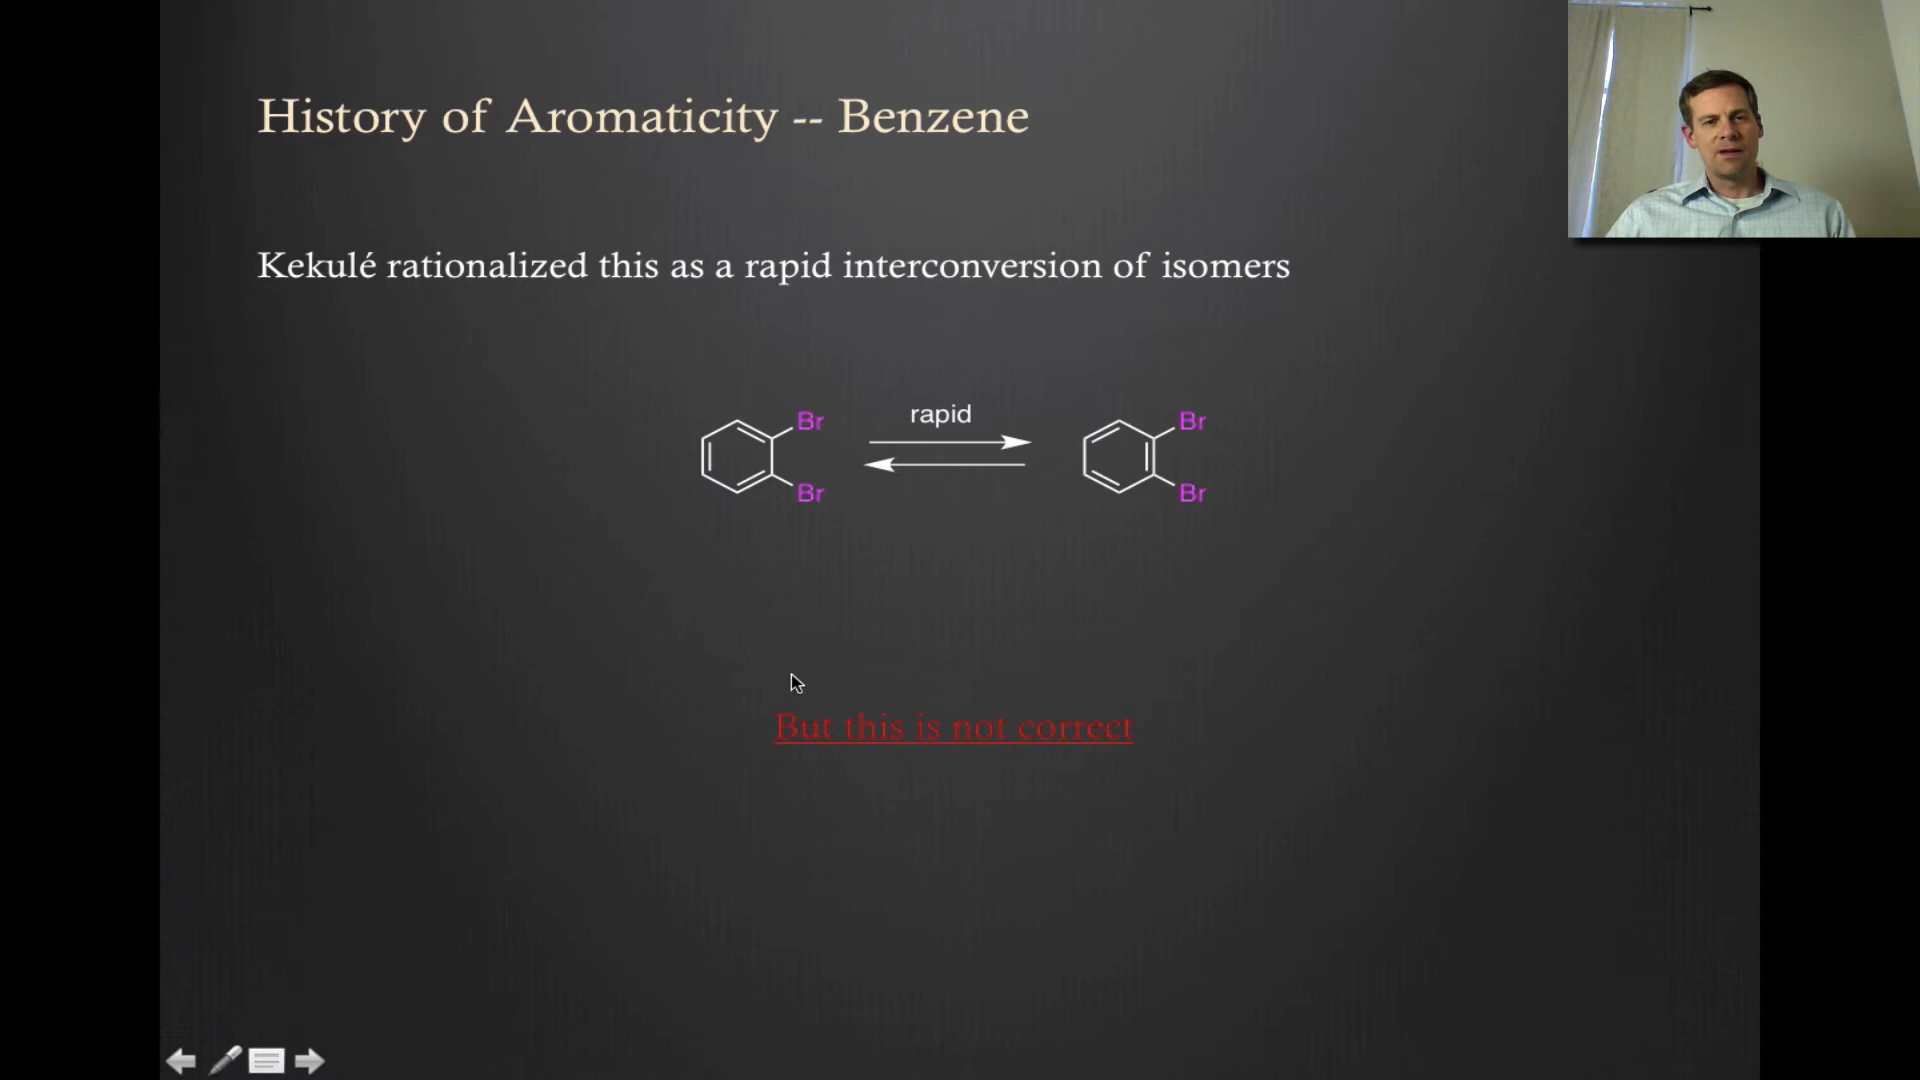 History of Aromaticity -- Benzene
Kekulé rationalized this as a rapid interconversion of isomers
Br rapid Br
Br Br
But this is not correct